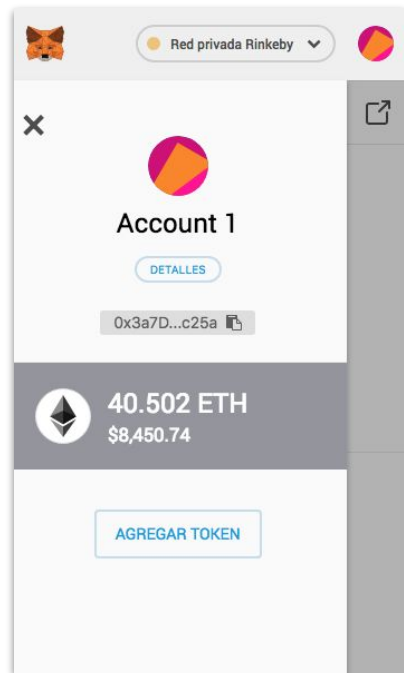 Red privada Rinkeby
Account 1
DETALLES
0x3a7D...c25a
40.502 ETH
$8,450.74
AGREGAR TOKEN